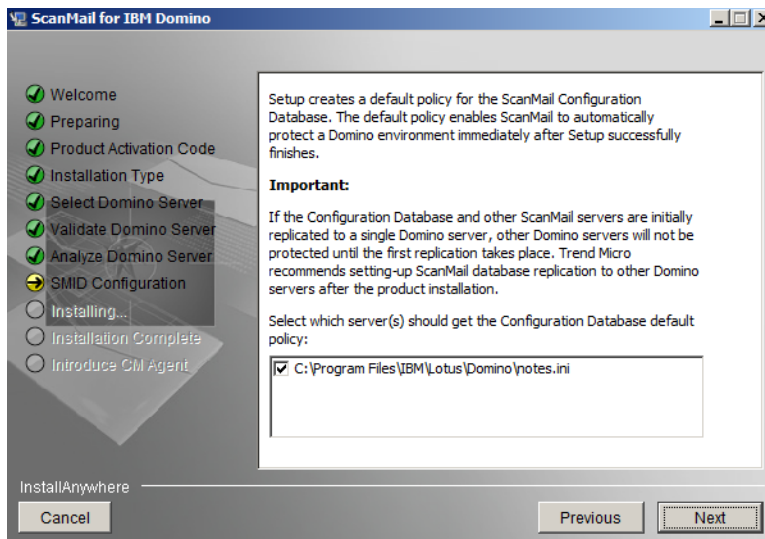 ScanMail for IBM Domino
Welcome
Preparing
Product Activation Code
Installation Type
Select Domino Server
Validate Domino Server
Analyze Domino Server
SMID Configuration
Installing...
Installation Complete
Introduce CM Agent
Setup creates a default policy for the ScanMail Configuration
Database. The default policy enables ScanMail to automatically
protect a Domino environment immediately after Setup successfully
finishes.
Important:
If the Configuration Database and other ScanMail servers are initially
replicated to a single Domino server, other Domino servers will not be
protected until the first replication takes place. Trend Micro
recommends setting-up ScanMail database replication to other Domino
servers after the product installation.
Select which server(s) should get the Configuration Database default
policy:
C:\Program Files\IBM\Lotus\Domino\notes.ini
InstallAnywhere
Cancel
Previous
Next